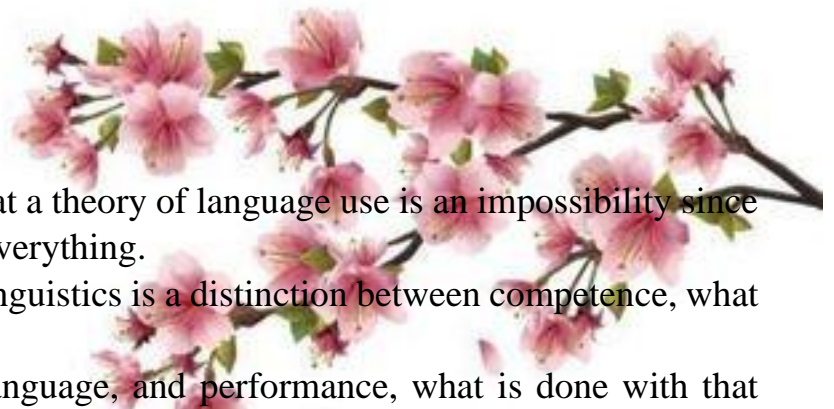 at a theory of language use is an impossibility since
verything.
nguistics is a distinction between competence, what
nguage, and performance, what is done with that